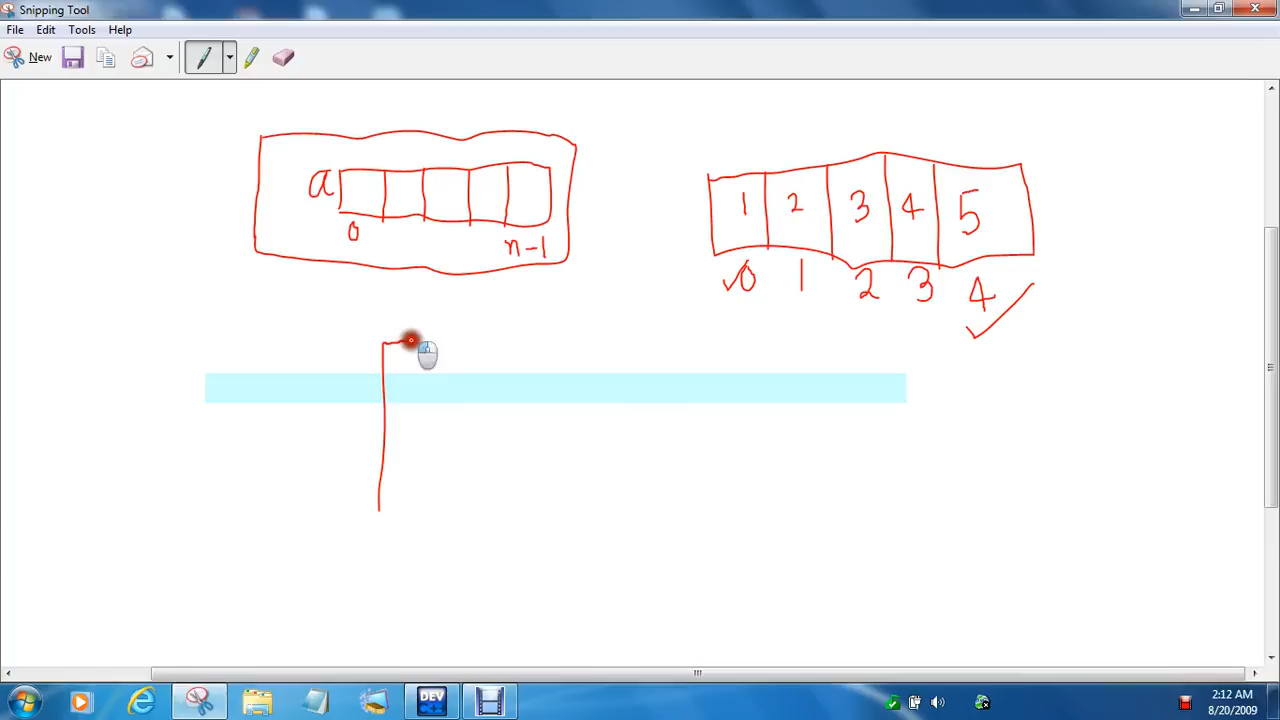 Snipping Tool
File Edit Tools Help
New
a
0 n-1
1 2 3 4 5
0 1 2 3 4
DEV
C++
2:12 AM
8/20/2009